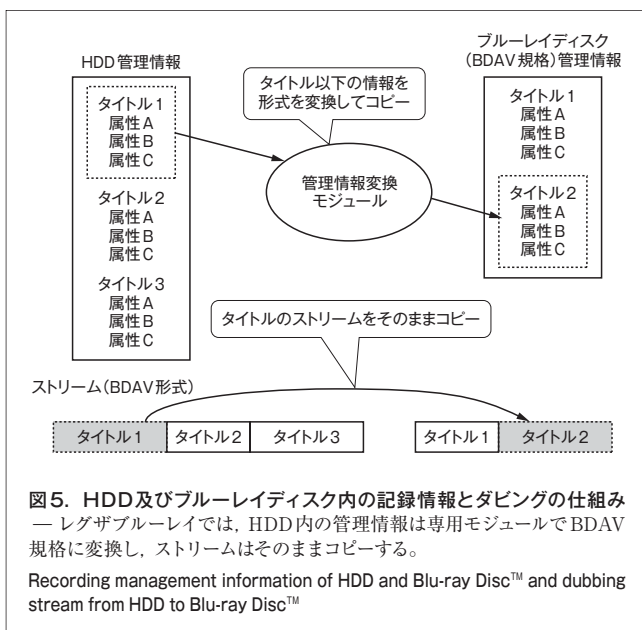 HDD管理情報
タイトル1
属性A
属性B
属性C
タイトル2
属性A
属性B
属性C
タイトル3
属性A
属性B
属性C
タイトル以下の情報を
形式を変換してコピー
管理情報変換
モジュール
ブルーレイディスク
(BDAV規格)管理情報
タイトル1
属性A
属性B
属性C
タイトル2
属性A
属性B
属性C
タイトルのストリームをそのままコピー
ストリーム(BDAV形式)
タイトル1 タイトル2 タイトル3 タイトル1 タイトル2
図5. HDD及びブルーレイディスク内の記録情報とダビングの仕組み
— レグザブルーレイでは,HDD内の管理情報は専用モジュールでBDAV
規格に変換し,ストリームはそのままコピーする。
Recording management information of HDD and Blu-ray Disc™ and dubbing
stream from HDD to Blu-ray Disc™